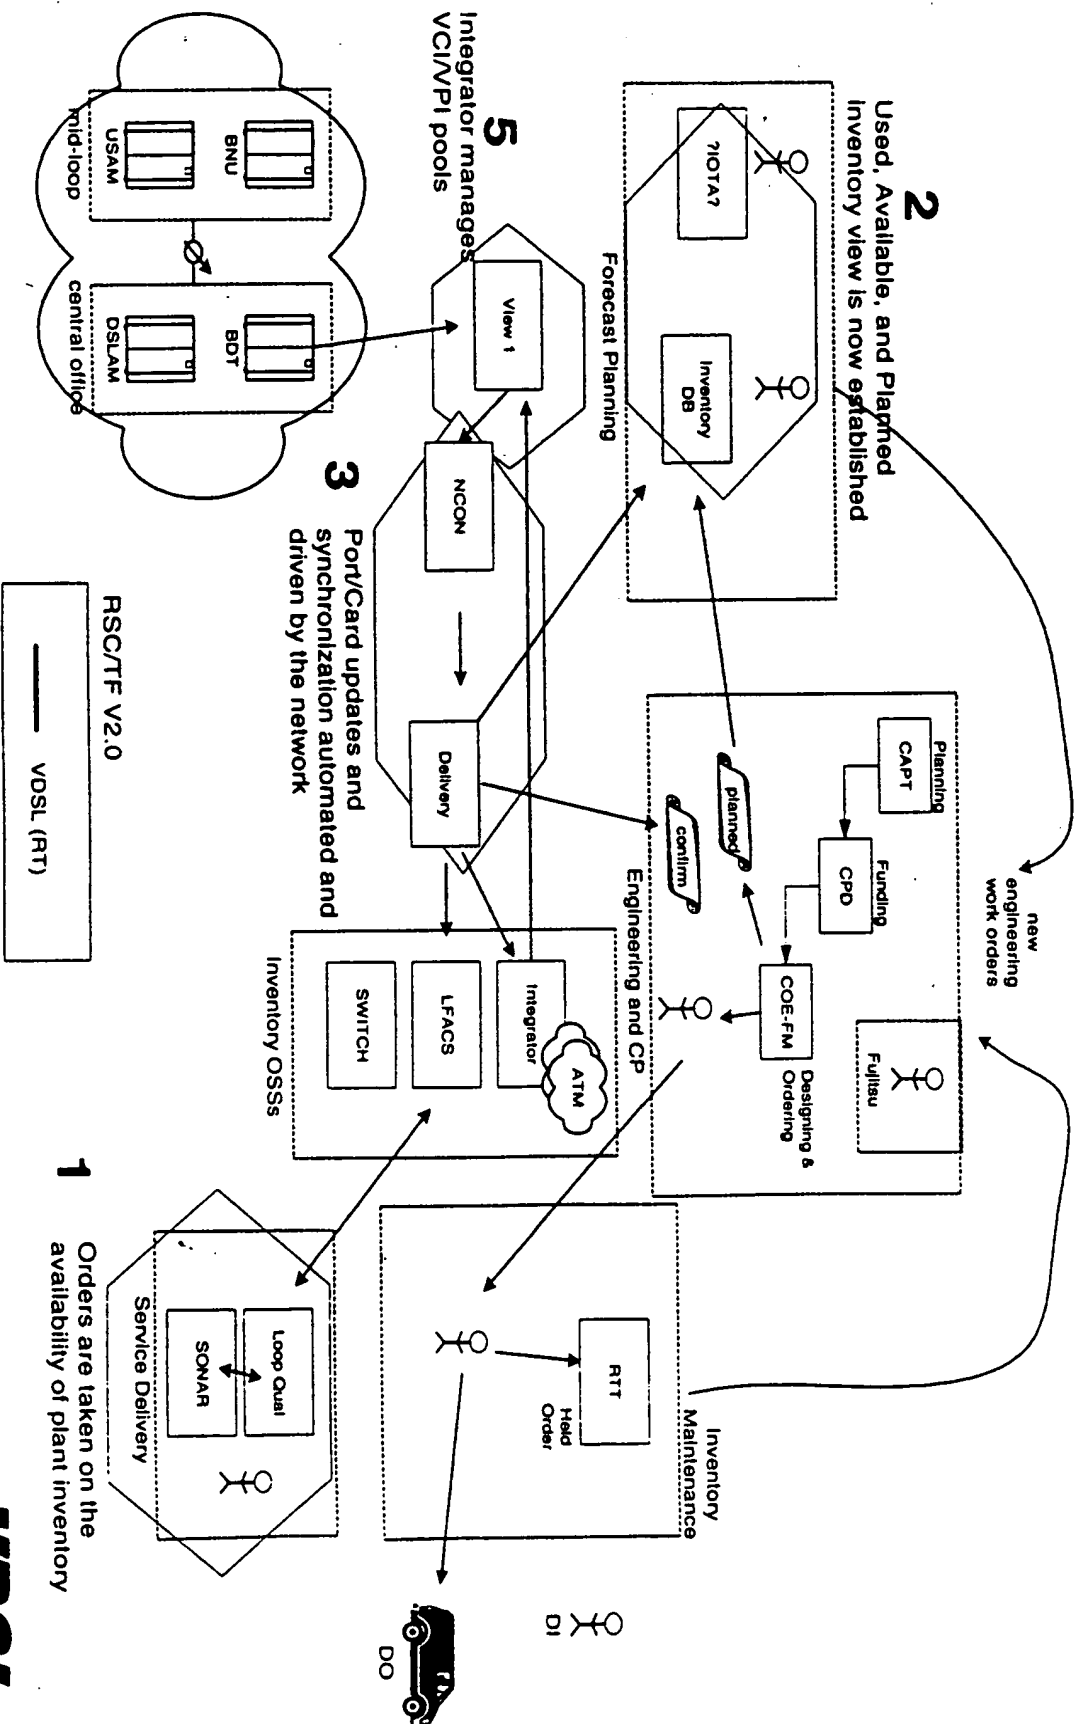 2
Used, Available, and Planned
inventory view is now established
?IOTA?
Inventory
DB
Forecast Planning
new
engineering
work orders
Planning
CAPT
Funding
CPD
COE-FM
Designing &
Ordering
Fujitsu
planned
confirm
Engineering and CP
Inventory
Maintenance
RTT
Held
Order
DI
DO
5
Integrator manages
VCI/VPI pools
View 1
NCON
Delivery
3
Port/Card updates and
synchronization automated and
driven by the network
Integrator
ATM
LFACS
SWITCH
Inventory OSSs
BNU
USAM
mid-loop
BDT
DSLAM
central office
Loop Qual
SONAR
Service Delivery
1
Orders are taken on the
availability of plant inventory
RSC/TF V2.0
VDSL (RT)